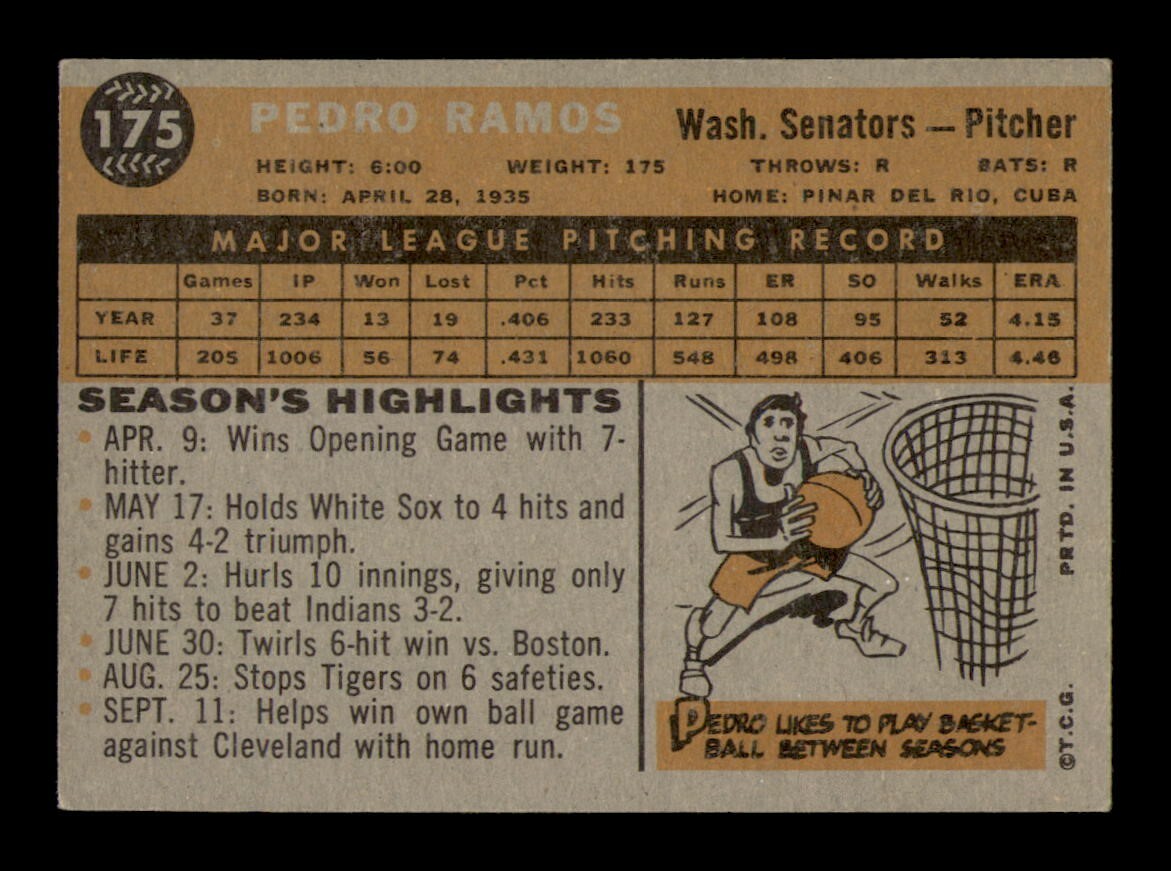 175
PEDRO RAMOS
Wash. Senators — Pitcher
HEIGHT: 6:00 WEIGHT: 175 THROWS: R BATS: R
BORN: APRIL 28, 1935 HOME: PINAR DEL RIO, CUBA
MAJOR LEAGUE PITCHING RECORD
Games IP Won Lost Pct Hits Runs ER SO Walks ERA
YEAR 37 234 13 19 .406 233 127 108 95 52 4.15
LIFE 205 1006 56 74 .431 1060 548 498 406 313 4.46
SEASON'S HIGHLIGHTS
• APR. 9: Wins Opening Game with 7-
hitter.
• MAY 17: Holds White Sox to 4 hits and
gains 4-2 triumph.
• JUNE 2: Hurls 10 innings, giving only
7 hits to beat Indians 3-2.
• JUNE 30: Twirls 6-hit win vs. Boston.
• AUG. 25: Stops Tigers on 6 safeties.
• SEPT. 11: Helps win own ball game
against Cleveland with home run.
PEDRO LIKES TO PLAY BASKET-
BALL BETWEEN SEASONS
©T.C.G. PRTD. IN U.S.A.